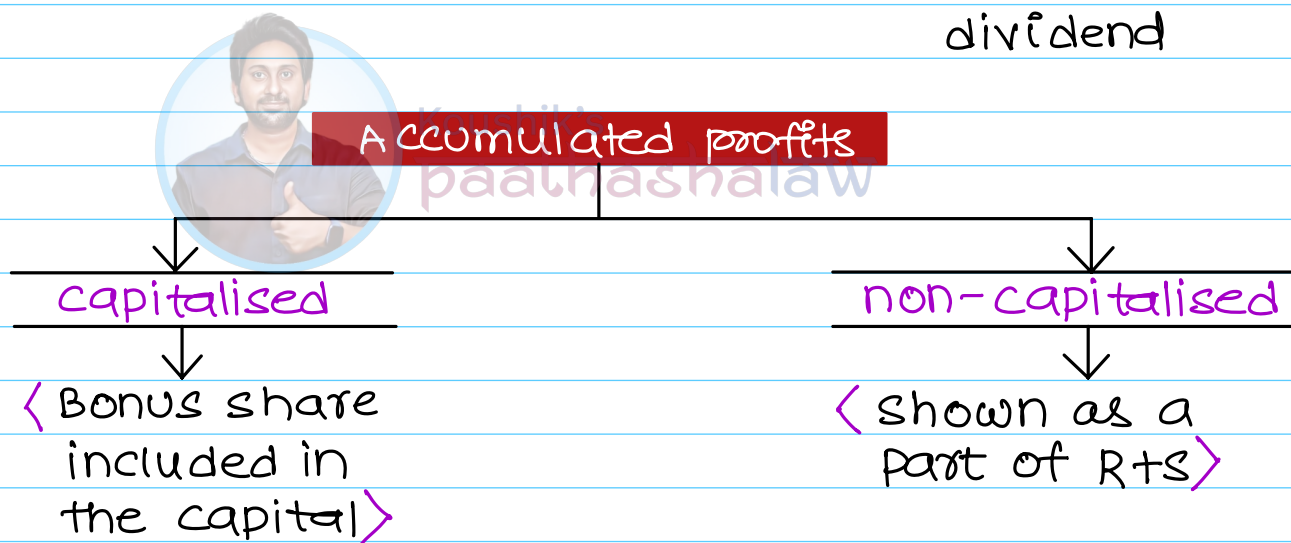 dividend
Koushik's
Accumulated profits
paathashalaw
capitalised
non-capitalised
< Bonus share
included in
the capital>
< shown as a
part of R+S>